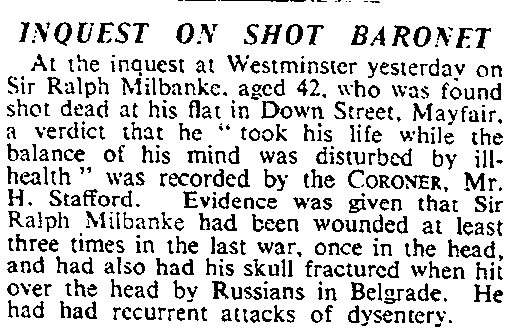 INQUEST ON SHOT BARONET
At the inquest at Westminster yesterday on
Sir Ralph Milbanke, aged 42, who was found
shot dead at his flat in Down Street, Mayfair,
a verdict that he " took his life while the
balance of his mind was disturbed by ill-
health " was recorded by the CORONER, Mr.
H. Stafford. Evidence was given that Sir
Ralph Milbanke had been wounded at least
three times in the last war, once in the head,
and had also had his skull fractured when hit
over the head by Russians in Belgrade. He
had had recurrent attacks of dysentery.